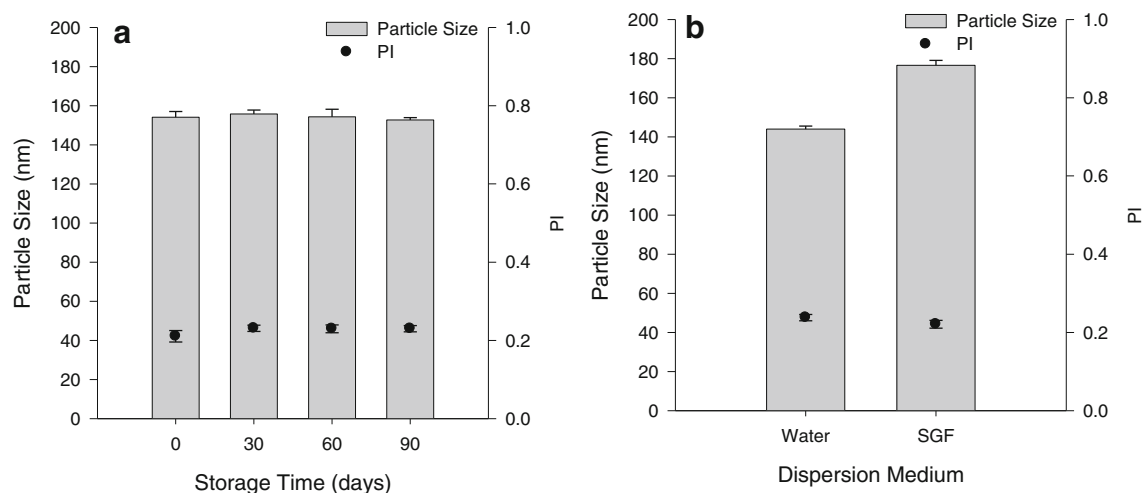 a
Particle Size
PI
200
180
160
140
120
100
80
60
40
20
0
Particle Size (nm)
1.0
0.8
0.6
0.4
0.2
0.0
PI
0 30 60 90
Storage Time (days)
b
Particle Size
PI
200
180
160
140
120
100
80
60
40
20
0
Particle Size (nm)
1.0
0.8
0.6
0.4
0.2
0.0
PI
Water SGF
Dispersion Medium